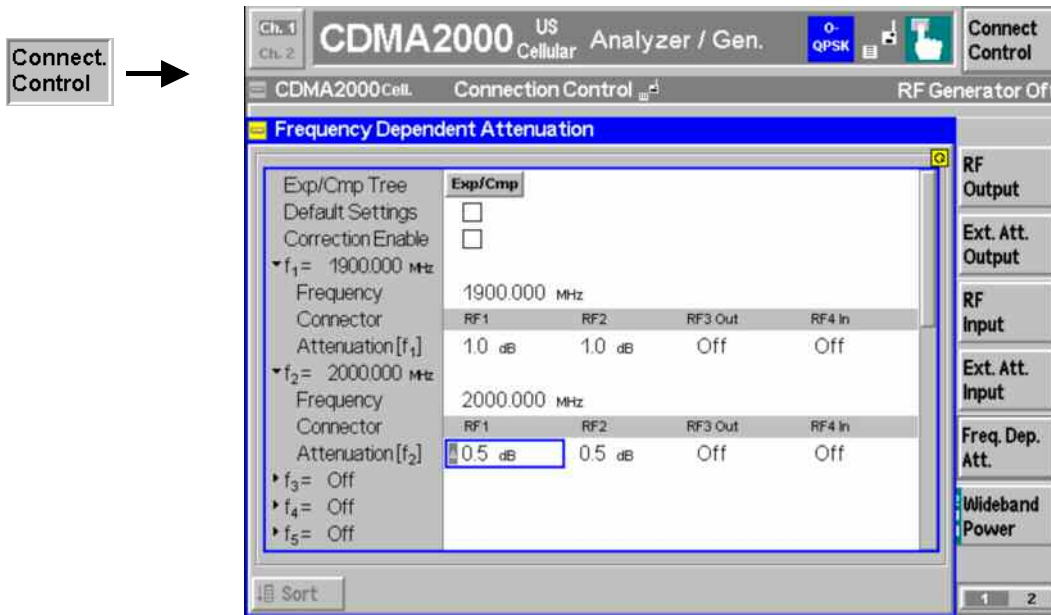 Connect.
Control
Ch. 1
Ch. 2
CDMA2000 US Cellular Analyzer / Gen.
O-
QPSK
Connect
Control
CDMA2000 Cell. Connection Control RF Generator Off
Frequency Dependent Attenuation
Exp/Cmp Tree Exp/Cmp
Default Settings
Correction Enable
f1= 1900.000 MHz
Frequency 1900.000 MHz
Connector RF1 RF2 RF3 Out RF4 In
Attenuation [f1] 1.0 dB 1.0 dB Off Off
f2= 2000.000 MHz
Frequency 2000.000 MHz
Connector RF1 RF2 RF3 Out RF4 In
Attenuation [f2] 0.5 dB 0.5 dB Off Off
f3= Off
f4= Off
f5= Off
Sort
RF
Output
Ext. Att.
Output
RF
Input
Ext. Att.
Input
Freq. Dep.
Att.
Wideband
Power
1 2